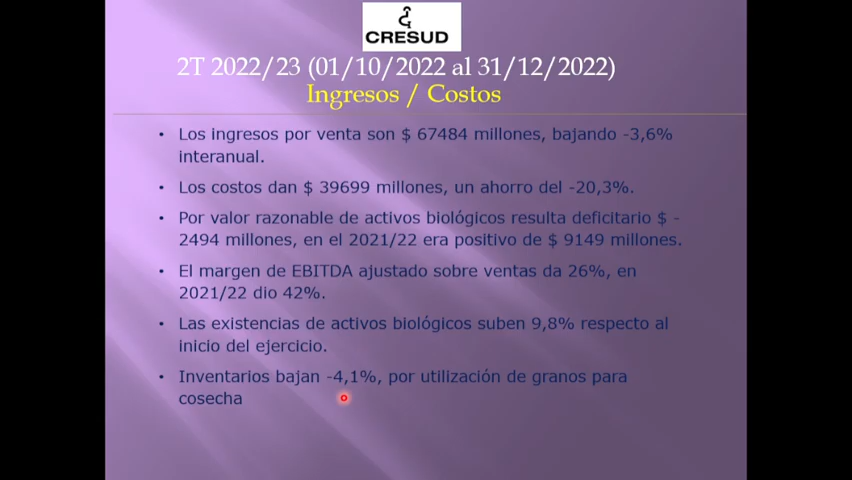 CRESUD
2T 2022/23 (01/10/2022 al 31/12/2022)
Ingresos / Costos
• Los ingresos por venta son $ 67484 millones, bajando -3,6%
interanual.
• Los costos dan $ 39699 millones, un ahorro del -20,3%.
• Por valor razonable de activos biológicos resulta deficitario $ -
2494 millones, en el 2021/22 era positivo de $ 9149 millones.
• El margen de EBITDA ajustado sobre ventas da 26%, en
2021/22 dio 42%.
• Las existencias de activos biológicos suben 9,8% respecto al
inicio del ejercicio.
• Inventarios bajan -4,1%, por utilización de granos para
cosecha